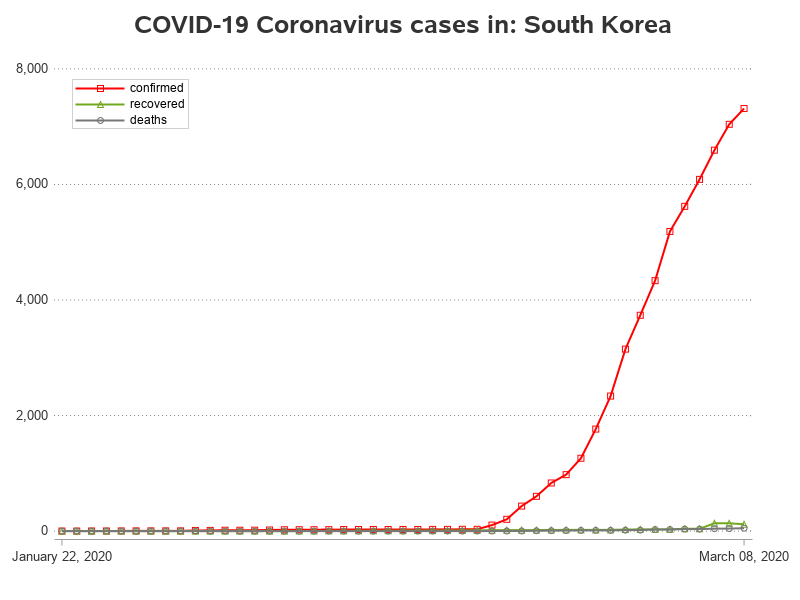 COVID-19 Coronavirus cases in: South Korea
8,000
confirmed
recovered
deaths
6,000
4,000
2,000
0
January 22, 2020
March 08, 2020